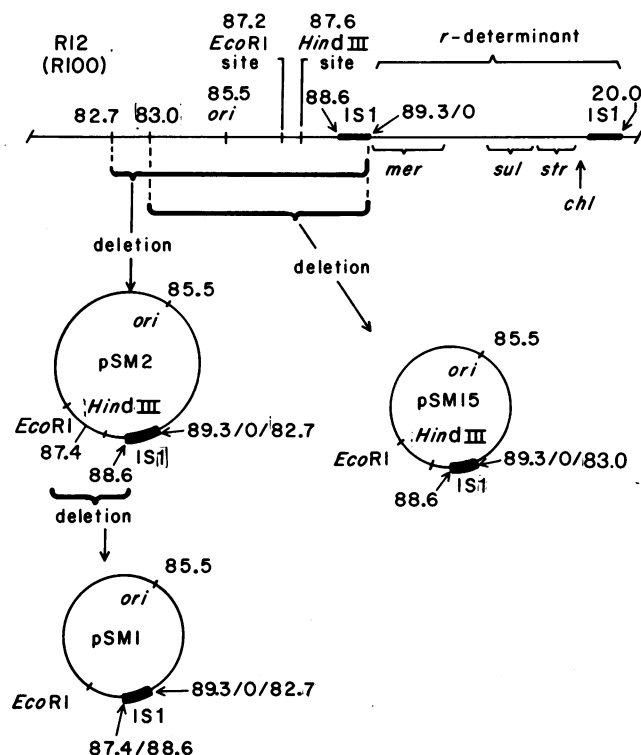 R12
(R100)
87.2
EcoRI
site
87.6
HindIII
site
r-determinant
82.7
83.0
85.5
ori
88.6
IS1
89.3/0
20.0
IS1
mer
sul
str
chl
deletion
deletion
85.5
ori
pSM2
HindIII
EcoRI
87.4
88.6
IS1
89.3/0/82.7
85.5
ori
pSM15
HindIII
EcoRI
88.6
IS1
89.3/0/83.0
deletion
85.5
ori
pSM1
EcoRI
IS1
89.3/0/82.7
87.4/88.6